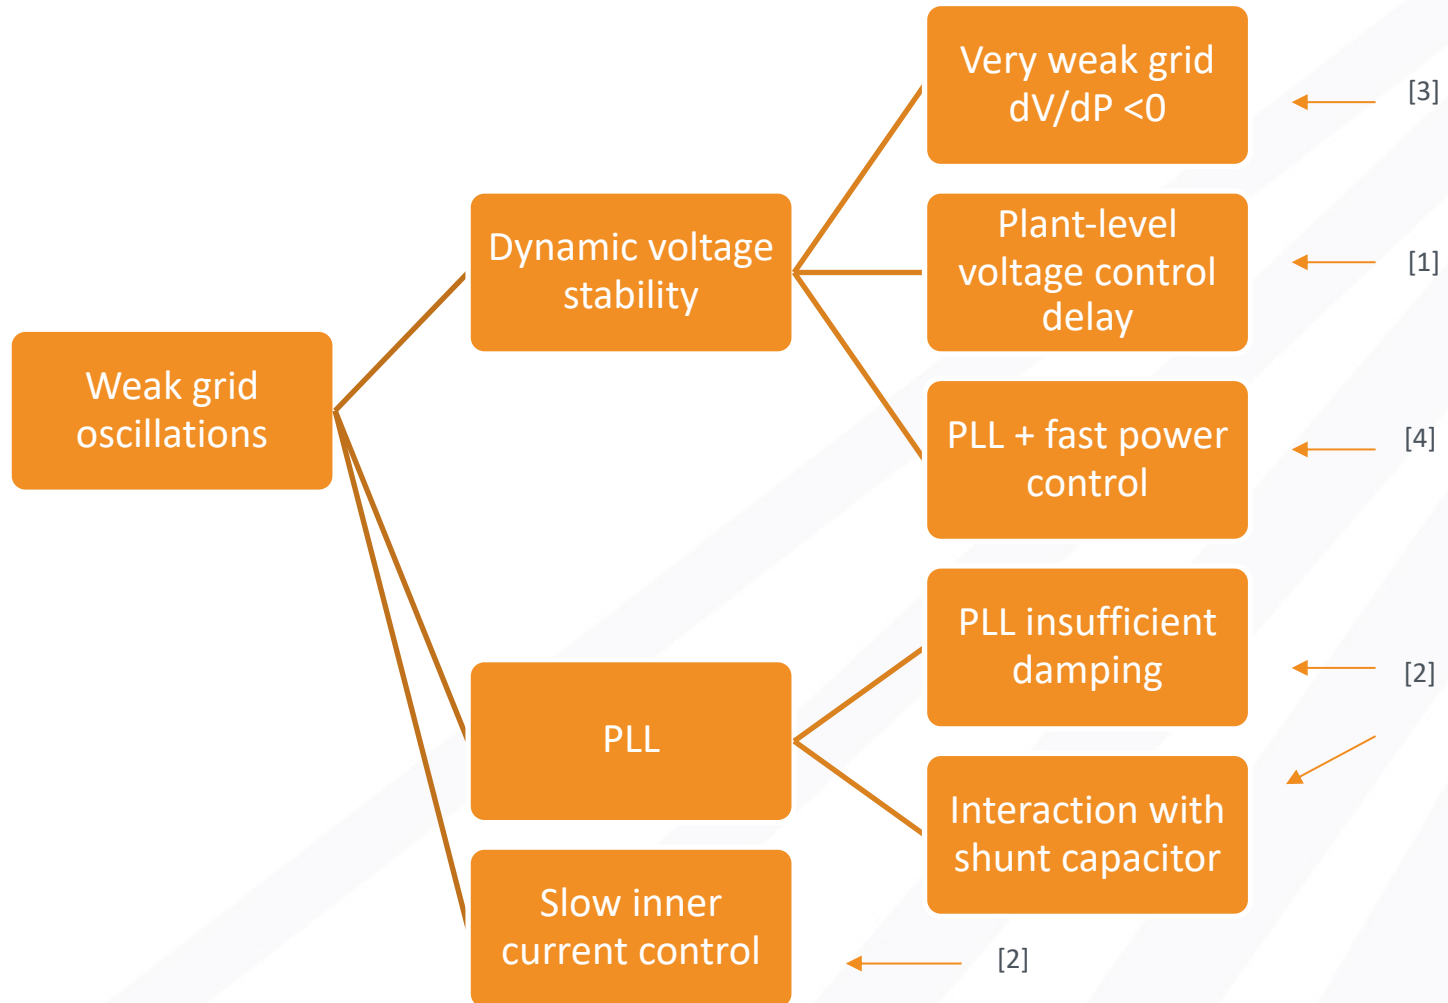 Very weak grid
dV/dP <0
[3]
Dynamic voltage
stability
Plant-level
voltage control
delay
[1]
Weak grid
oscillations
PLL + fast power
control
[4]
PLL insufficient
damping
[2]
PLL
Interaction with
shunt capacitor
Slow inner
current control
[2]